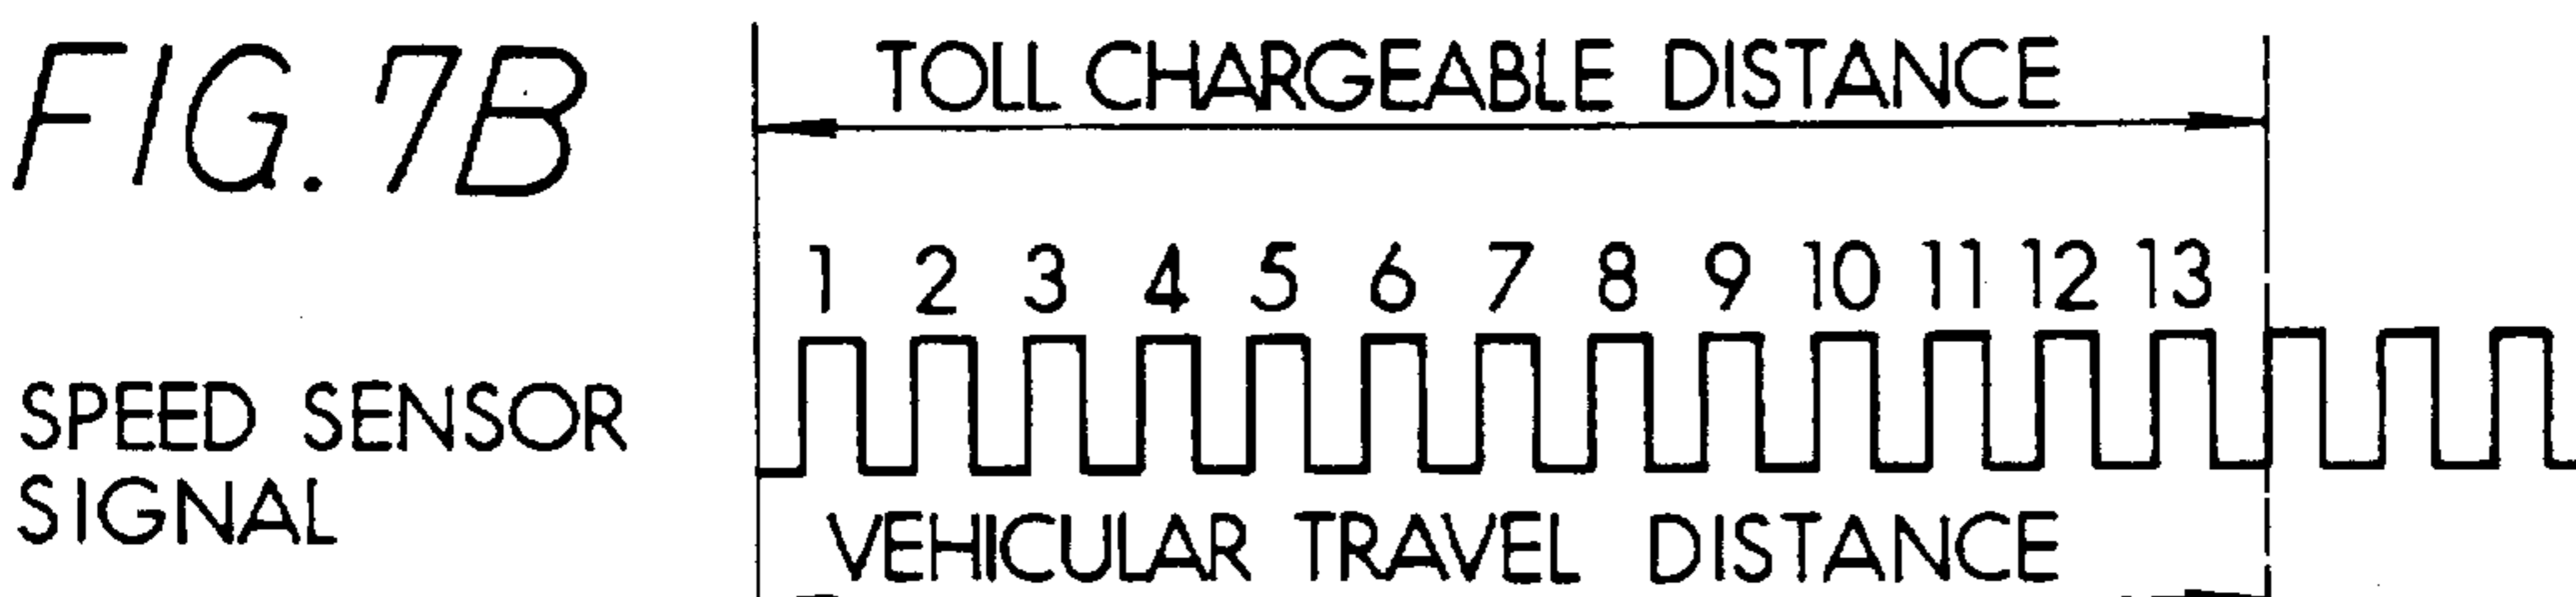 FIG. 7B
TOLL CHARGEABLE DISTANCE
1 2 3 4 5 6 7 8 9 10 11 12 13
SPEED SENSOR
SIGNAL
VEHICULAR TRAVEL DISTANCE